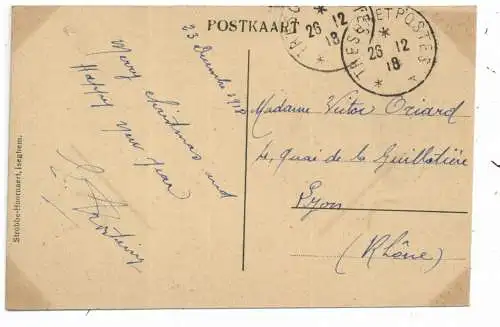 POSTKAART
TRESOR ET POSTES
26 12
18
TRESOR ET POSTES
26 12
18
23 December 1918
Merry christmas and
Happy New year
Madame Victor Oriard
4, Quai de la Guillotière
Lyon
(Rhône)
Strobbe-Hoornaert, Iseghem.